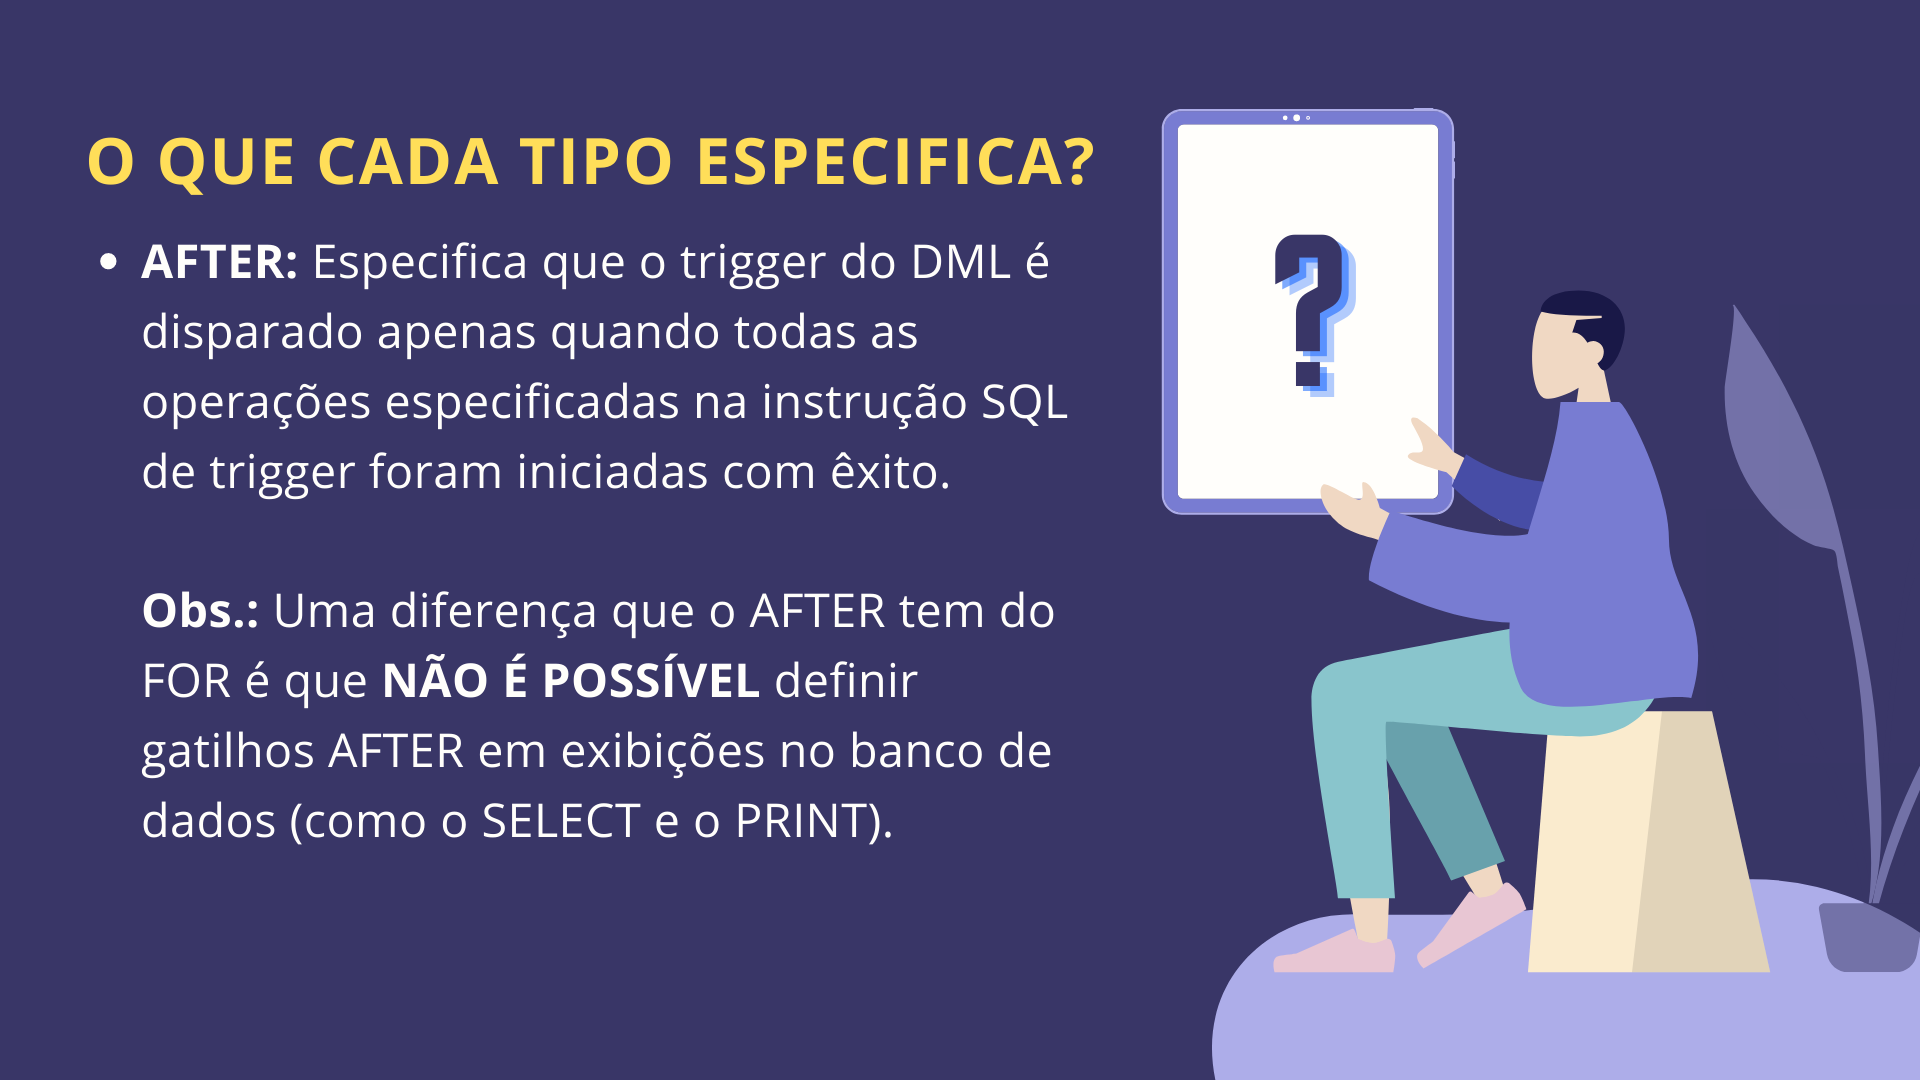 O QUE CADA TIPO ESPECIFICA?
• AFTER: Especifica que o trigger do DML é
disparado apenas quando todas as
operações especificadas na instrução SQL
de trigger foram iniciadas com êxito.
Obs.: Uma diferença que o AFTER tem do
FOR é que NÃO É POSSÍVEL definir
gatilhos AFTER em exibições no banco de
dados (como o SELECT e o PRINT).
?